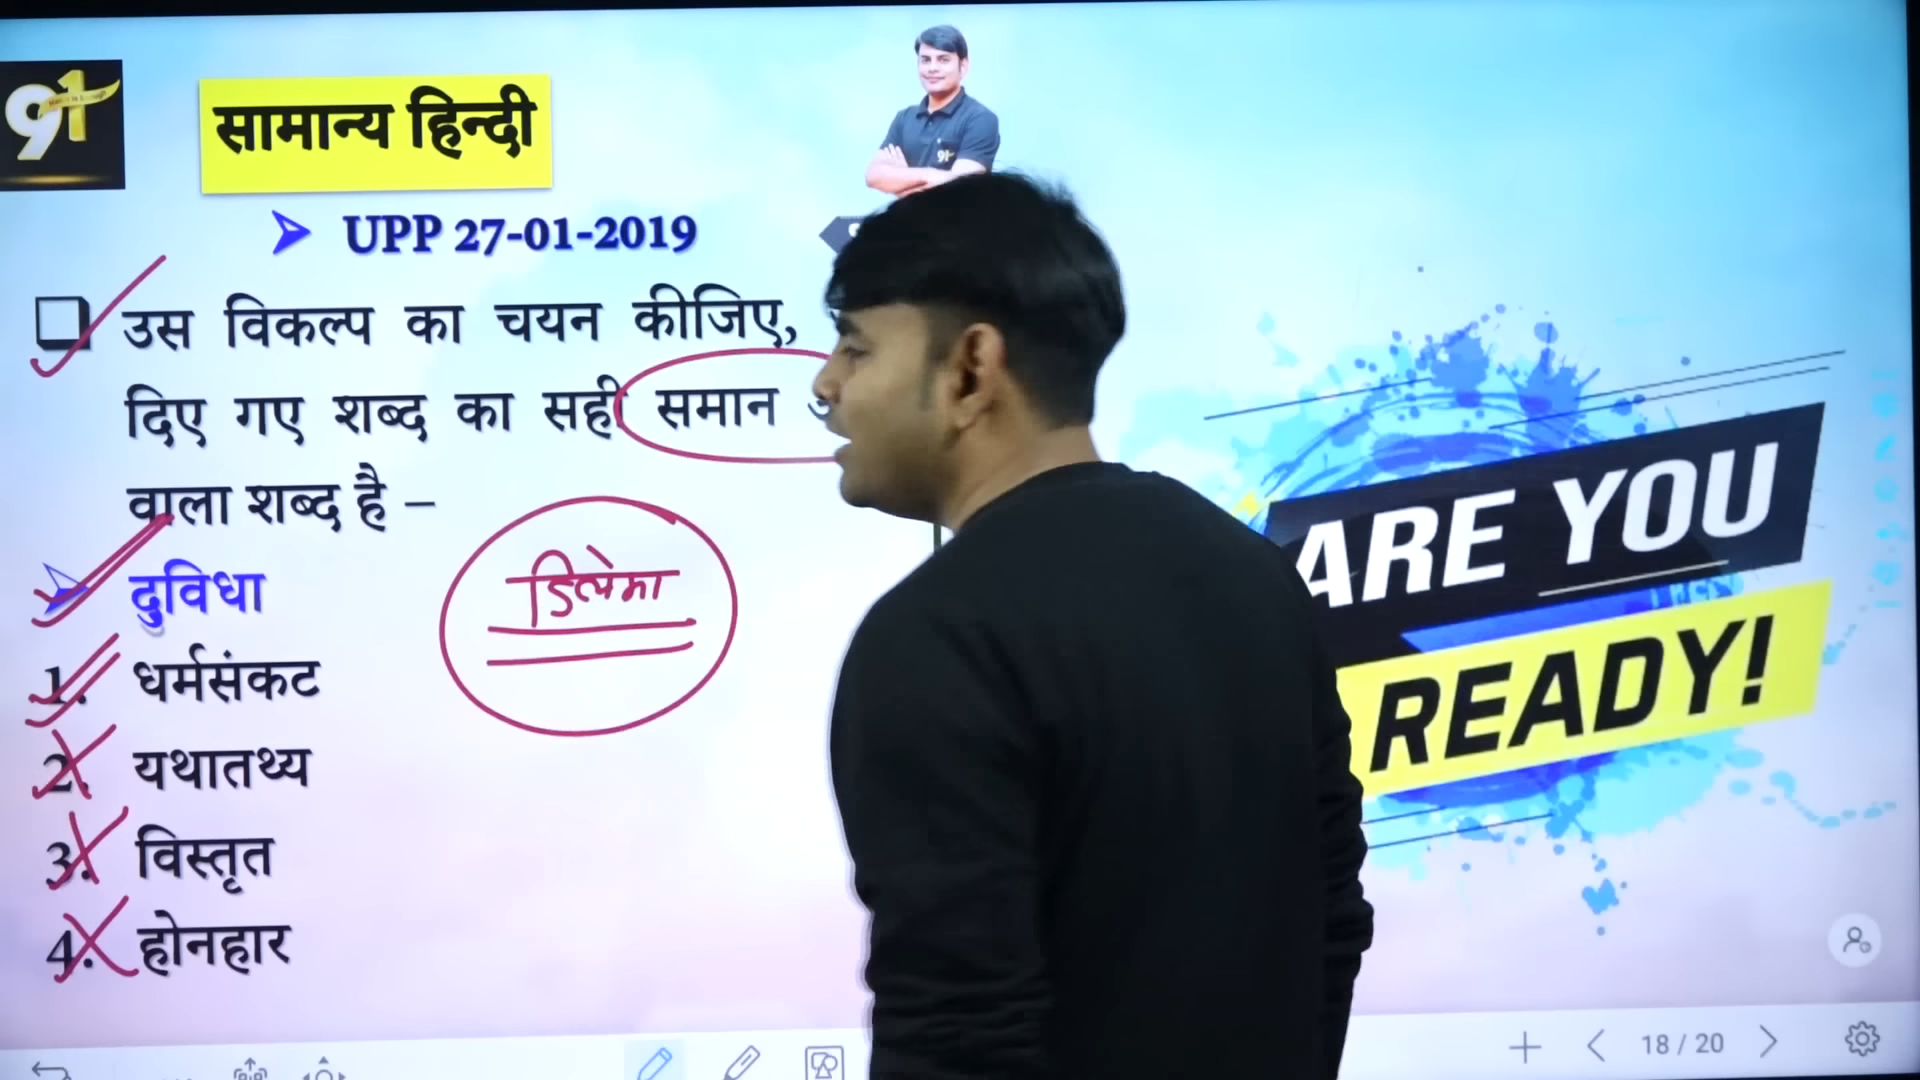 91
सामान्य हिन्दी
UPP 27-01-2019
उस विकल्प का चयन कीजिए,
दिए गए शब्द का सही समान
वाला शब्द है –
दुविधा
डिलेमा
1. धर्मसंकट
2. यथातथ्य
3. विस्तृत
4. होनहार
ARE YOU
READY!
18 / 20